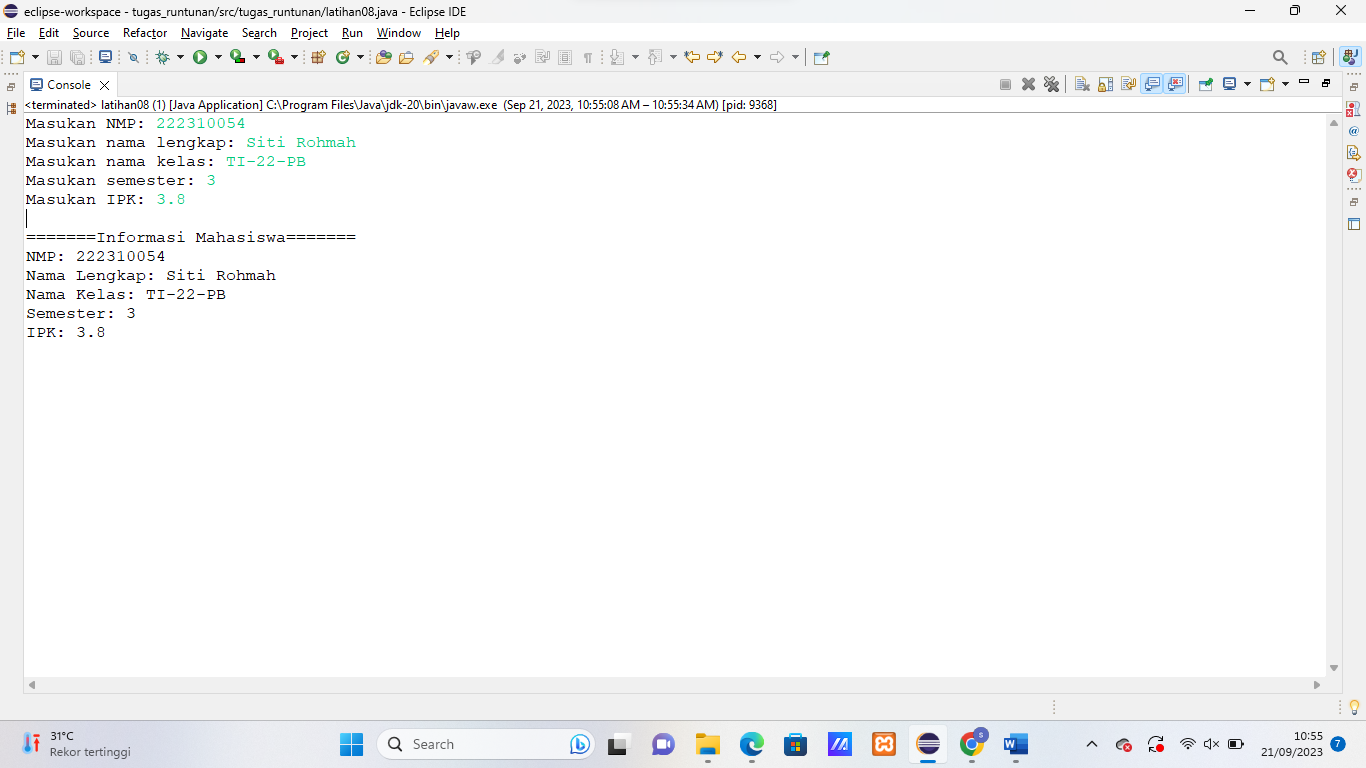 eclipse-workspace - tugas_runtunan/src/tugas_runtunan/latihan08.java - Eclipse IDE
File Edit Source Refactor Navigate Search Project Run Window Help
Console
<terminated> latihan08 (1) [Java Application] C:\Program Files\Java\jdk-20\bin\javaw.exe (Sep 21, 2023, 10:55:08 AM – 10:55:34 AM) [pid: 9368]
Masukan NMP: 222310054
Masukan nama lengkap: Siti Rohmah
Masukan nama kelas: TI-22-PB
Masukan semester: 3
Masukan IPK: 3.8
=======Informasi Mahasiswa=======
NMP: 222310054
Nama Lengkap: Siti Rohmah
Nama Kelas: TI-22-PB
Semester: 3
IPK: 3.8
31°C
Rekor tertinggi
Search
S
10:55
21/09/2023
7